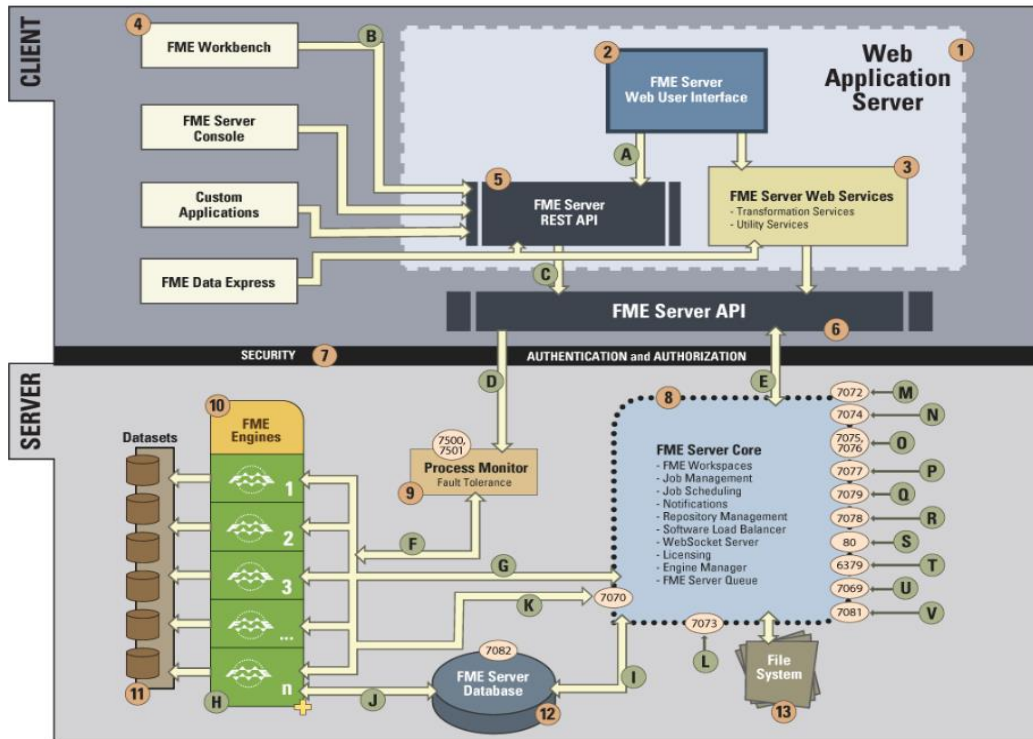 CLIENT
4
FME Workbench
B
FME Server
Console
Custom
Applications
FME Data Express
1
Web
Application
Server
2
FME Server
Web User Interface
A
3
FME Server Web Services
- Transformation Services
- Utility Services
5
FME Server
REST API
C
FME Server API
6
SECURITY
7
AUTHENTICATION and AUTHORIZATION
SERVER
D
E
10
FME
Engines
Datasets
1
2
3
...
n
H
11
7500,
7501
Process Monitor
Fault Tolerance
9
F
G
K
J
I
8
FME Server Core
- FME Workspaces
- Job Management
- Job Scheduling
- Notifications
- Repository Management
- Software Load Balancer
- WebSocket Server
- Licensing
- Engine Manager
- FME Server Queue
7072
M
7074
N
7075,
7076
O
7077
P
7079
Q
7078
R
80
S
6379
T
7069
U
7081
V
7070
7073
L
7082
FME Server
Database
12
File
System
13